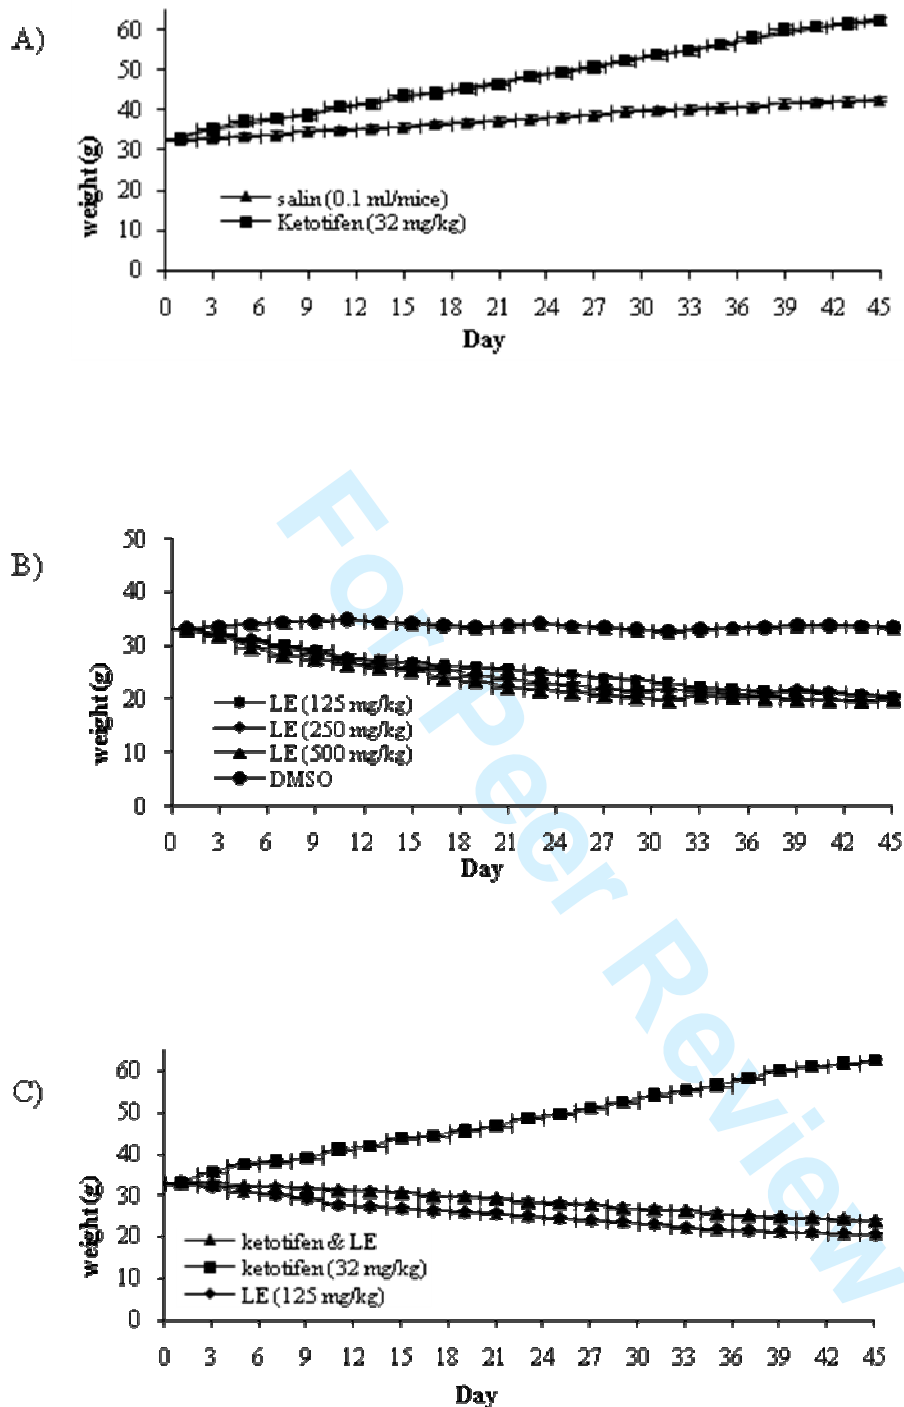 A)
60
50
40
30
20
10
0
weight (g)
salin (0.1 ml/mice)
Ketotifen (32 mg/kg)
0 3 6 9 12 15 18 21 24 27 30 33 36 39 42 45
Day
B)
50
40
30
20
10
0
weight (g)
LE (125 mg/kg)
LE (250 mg/kg)
LE (500 mg/kg)
DMSO
0 3 6 9 12 15 18 21 24 27 30 33 36 39 42 45
Day
For Peer Review
C)
60
50
40
30
20
10
0
weight (g)
ketotifen & LE
ketotifen (32 mg/kg)
LE (125 mg/kg)
0 3 6 9 12 15 18 21 24 27 30 33 36 39 42 45
Day